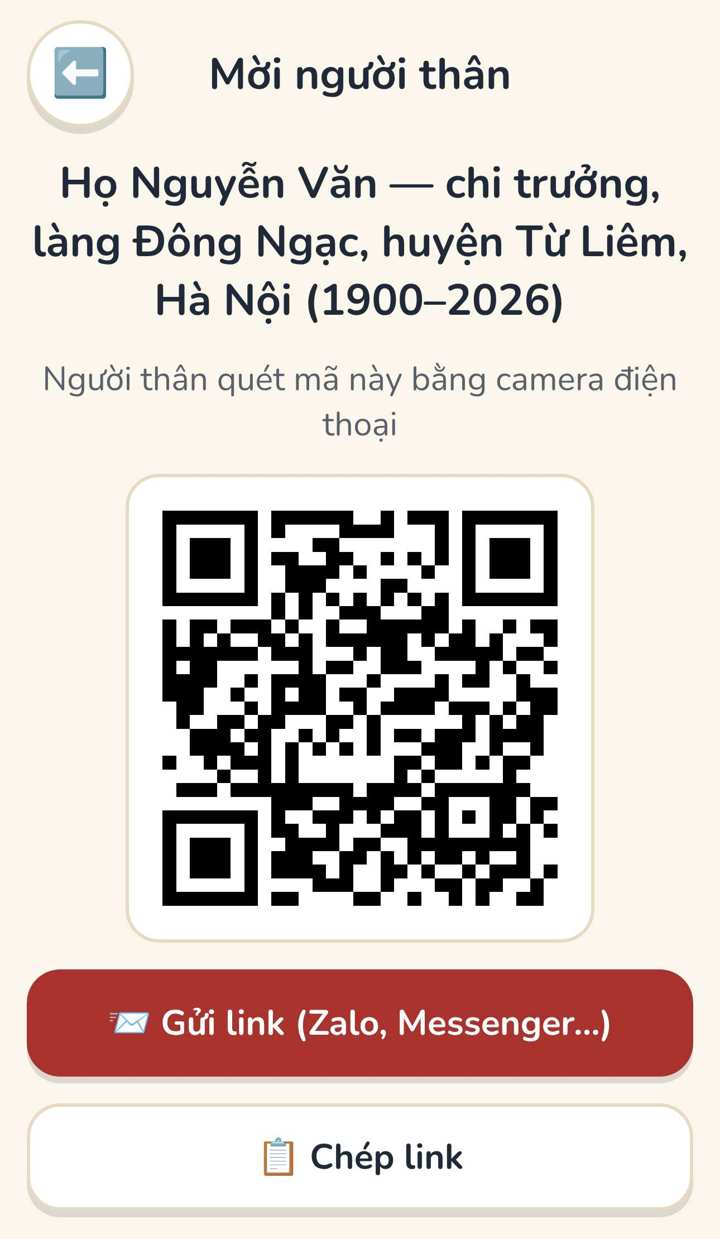 Mời người thân
Họ Nguyễn Văn — chi trưởng,
làng Đông Ngạc, huyện Từ Liêm,
Hà Nội (1900–2026)
Người thân quét mã này bằng camera điện
thoại
Gửi link (Zalo, Messenger...)
Chép link